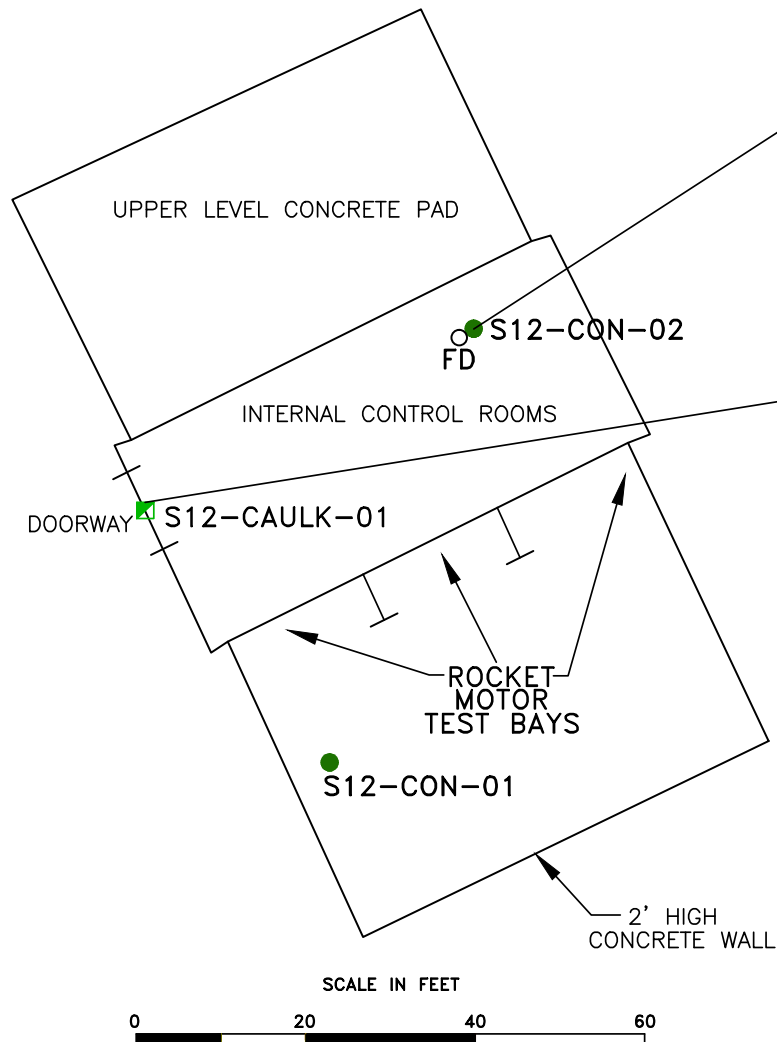 UPPER LEVEL CONCRETE PAD
S12-CON-02
FD
INTERNAL CONTROL ROOMS
DOORWAY
S12-CAULK-01
ROCKET
MOTOR
TEST BAYS
S12-CON-01
2' HIGH
CONCRETE WALL
SCALE IN FEET
0 20 40 60